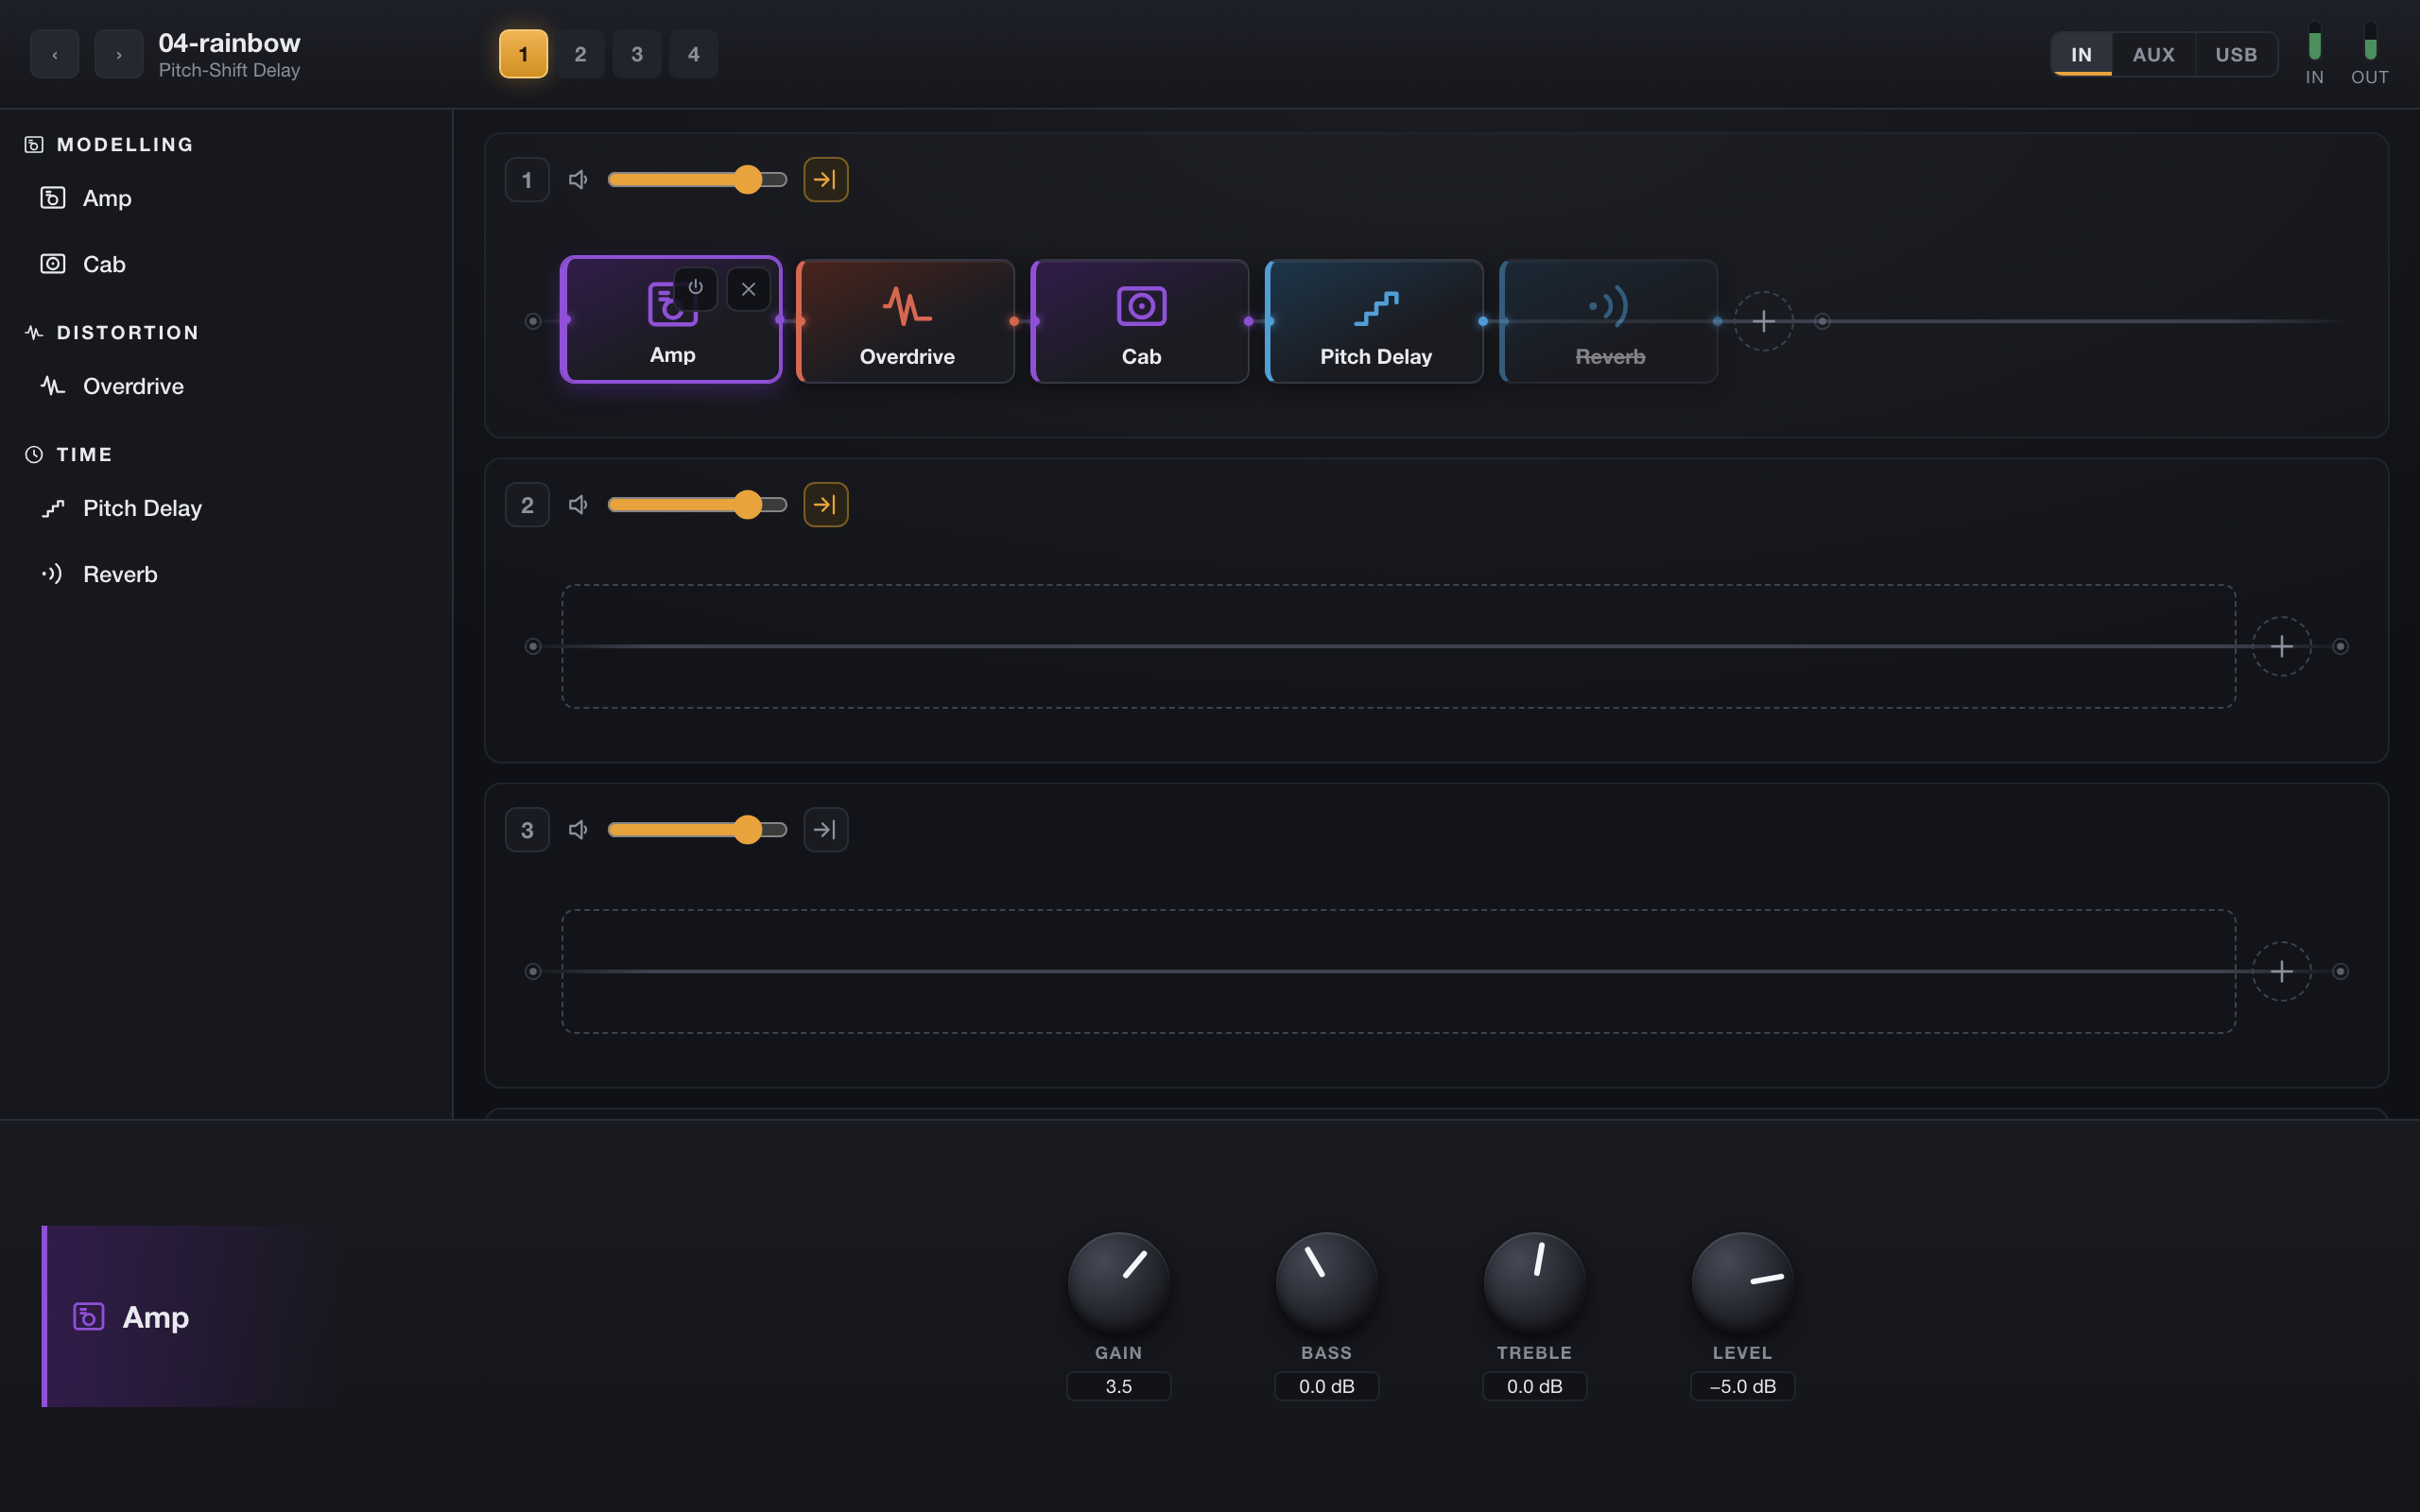 ‹ › 04-rainbow
Pitch-Shift Delay
1 2 3 4
IN AUX USB
IN OUT
MODELLING
Amp
Cab
DISTORTION
Overdrive
TIME
Pitch Delay
Reverb
1
Amp Overdrive Cab Pitch Delay Reverb
2
3
Amp
GAIN BASS TREBLE LEVEL
3.5 0.0 dB 0.0 dB −5.0 dB